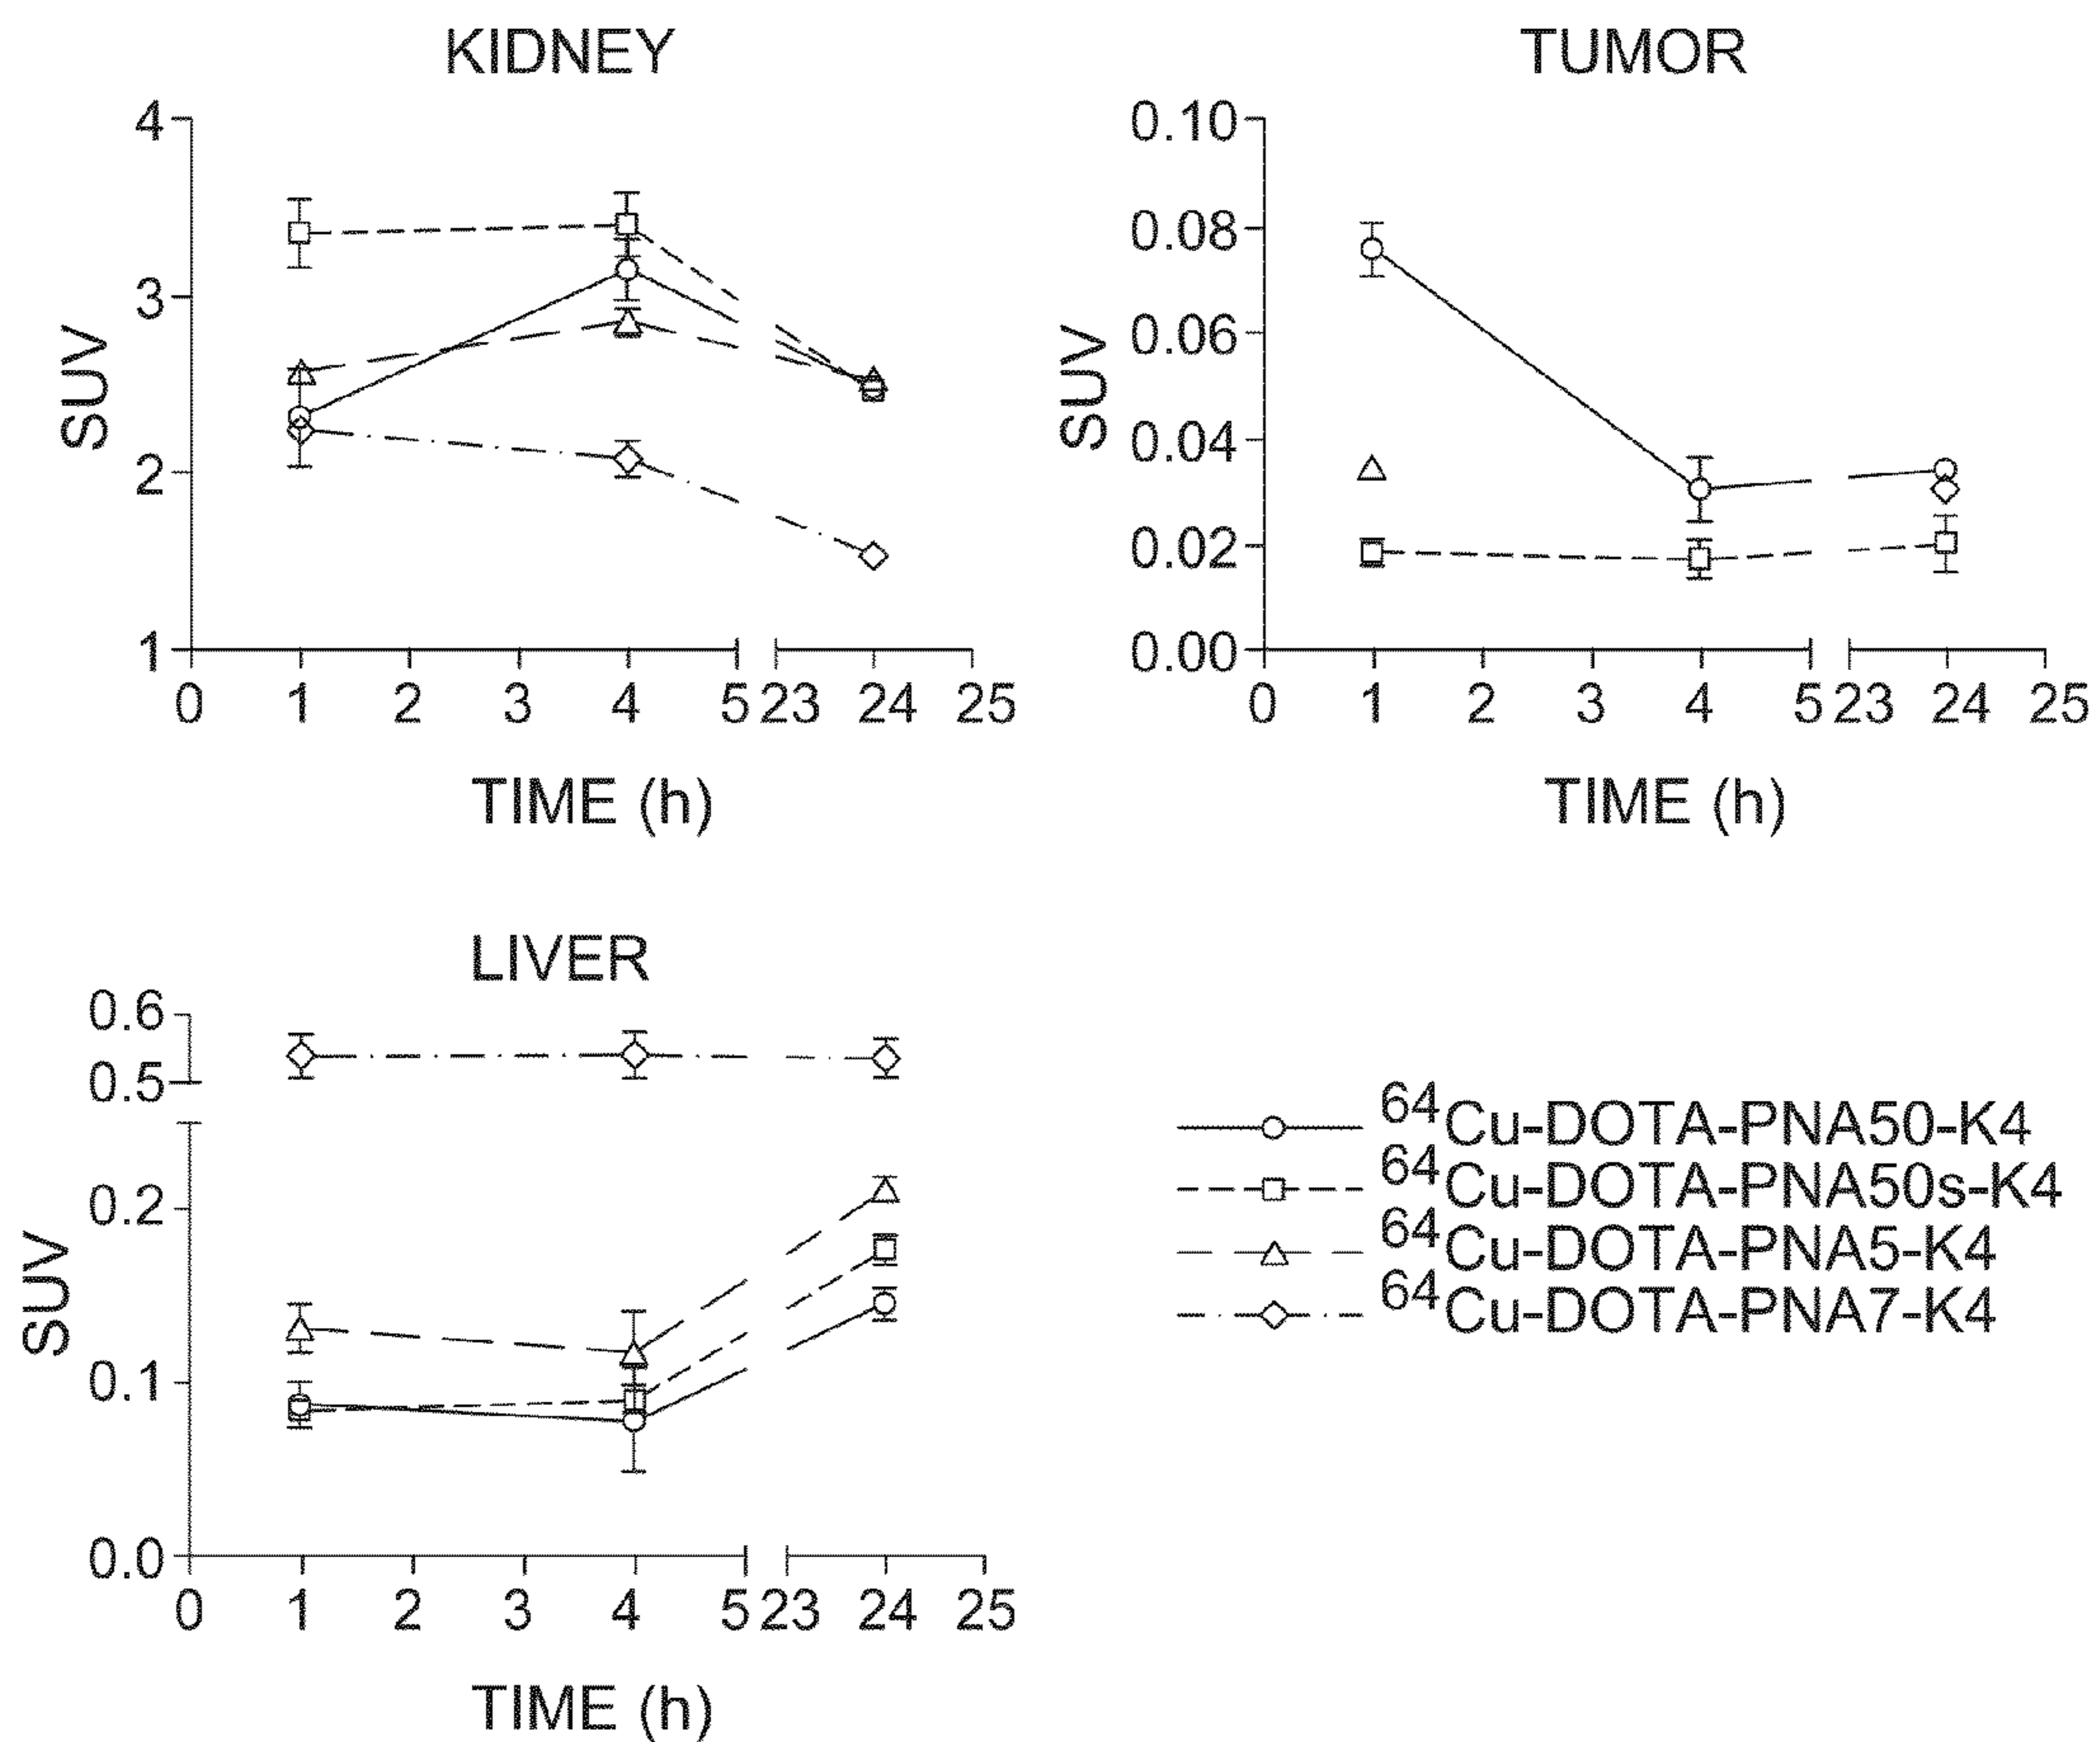 KIDNEY
SUV
4
3
2
1
0 1 2 3 4 5 23 24 25
TIME (h)
TUMOR
SUV
0.10
0.08
0.06
0.04
0.02
0.00
0 1 2 3 4 5 23 24 25
TIME (h)
LIVER
SUV
0.6
0.5
0.2
0.1
0.0
0 1 2 3 4 5 23 24 25
TIME (h)
64Cu-DOTA-PNA50-K4
64Cu-DOTA-PNA50s-K4
64Cu-DOTA-PNA5-K4
64Cu-DOTA-PNA7-K4